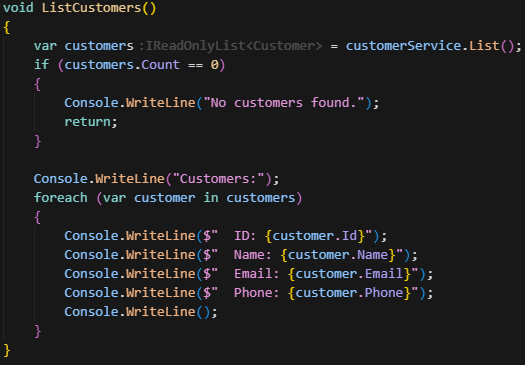 void ListCustomers()
{
    var customers :IReadOnlyList<Customer> = customerService.List();
    if (customers.Count == 0)
    {
        Console.WriteLine("No customers found.");
        return;
    }

    Console.WriteLine("Customers:");
    foreach (var customer in customers)
    {
        Console.WriteLine($"  ID: {customer.Id}");
        Console.WriteLine($"  Name: {customer.Name}");
        Console.WriteLine($"  Email: {customer.Email}");
        Console.WriteLine($"  Phone: {customer.Phone}");
        Console.WriteLine();
    }
}